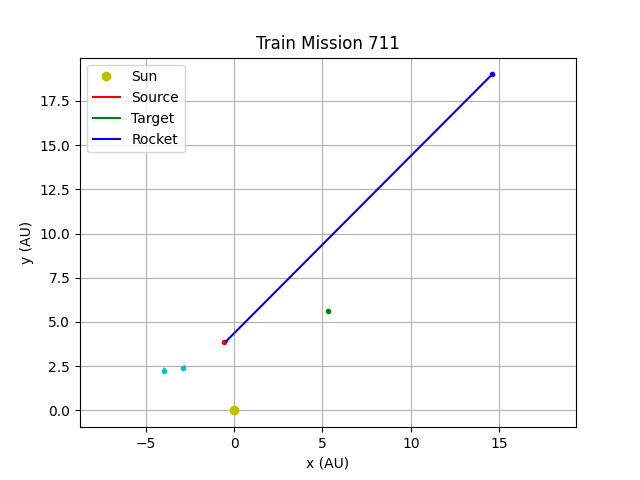 Train Mission 711
Sun
Source
Target
Rocket
17.5
15.0
12.5
10.0
7.5
5.0
2.5
0.0
y (AU)
−5
0
5
10
15
x (AU)